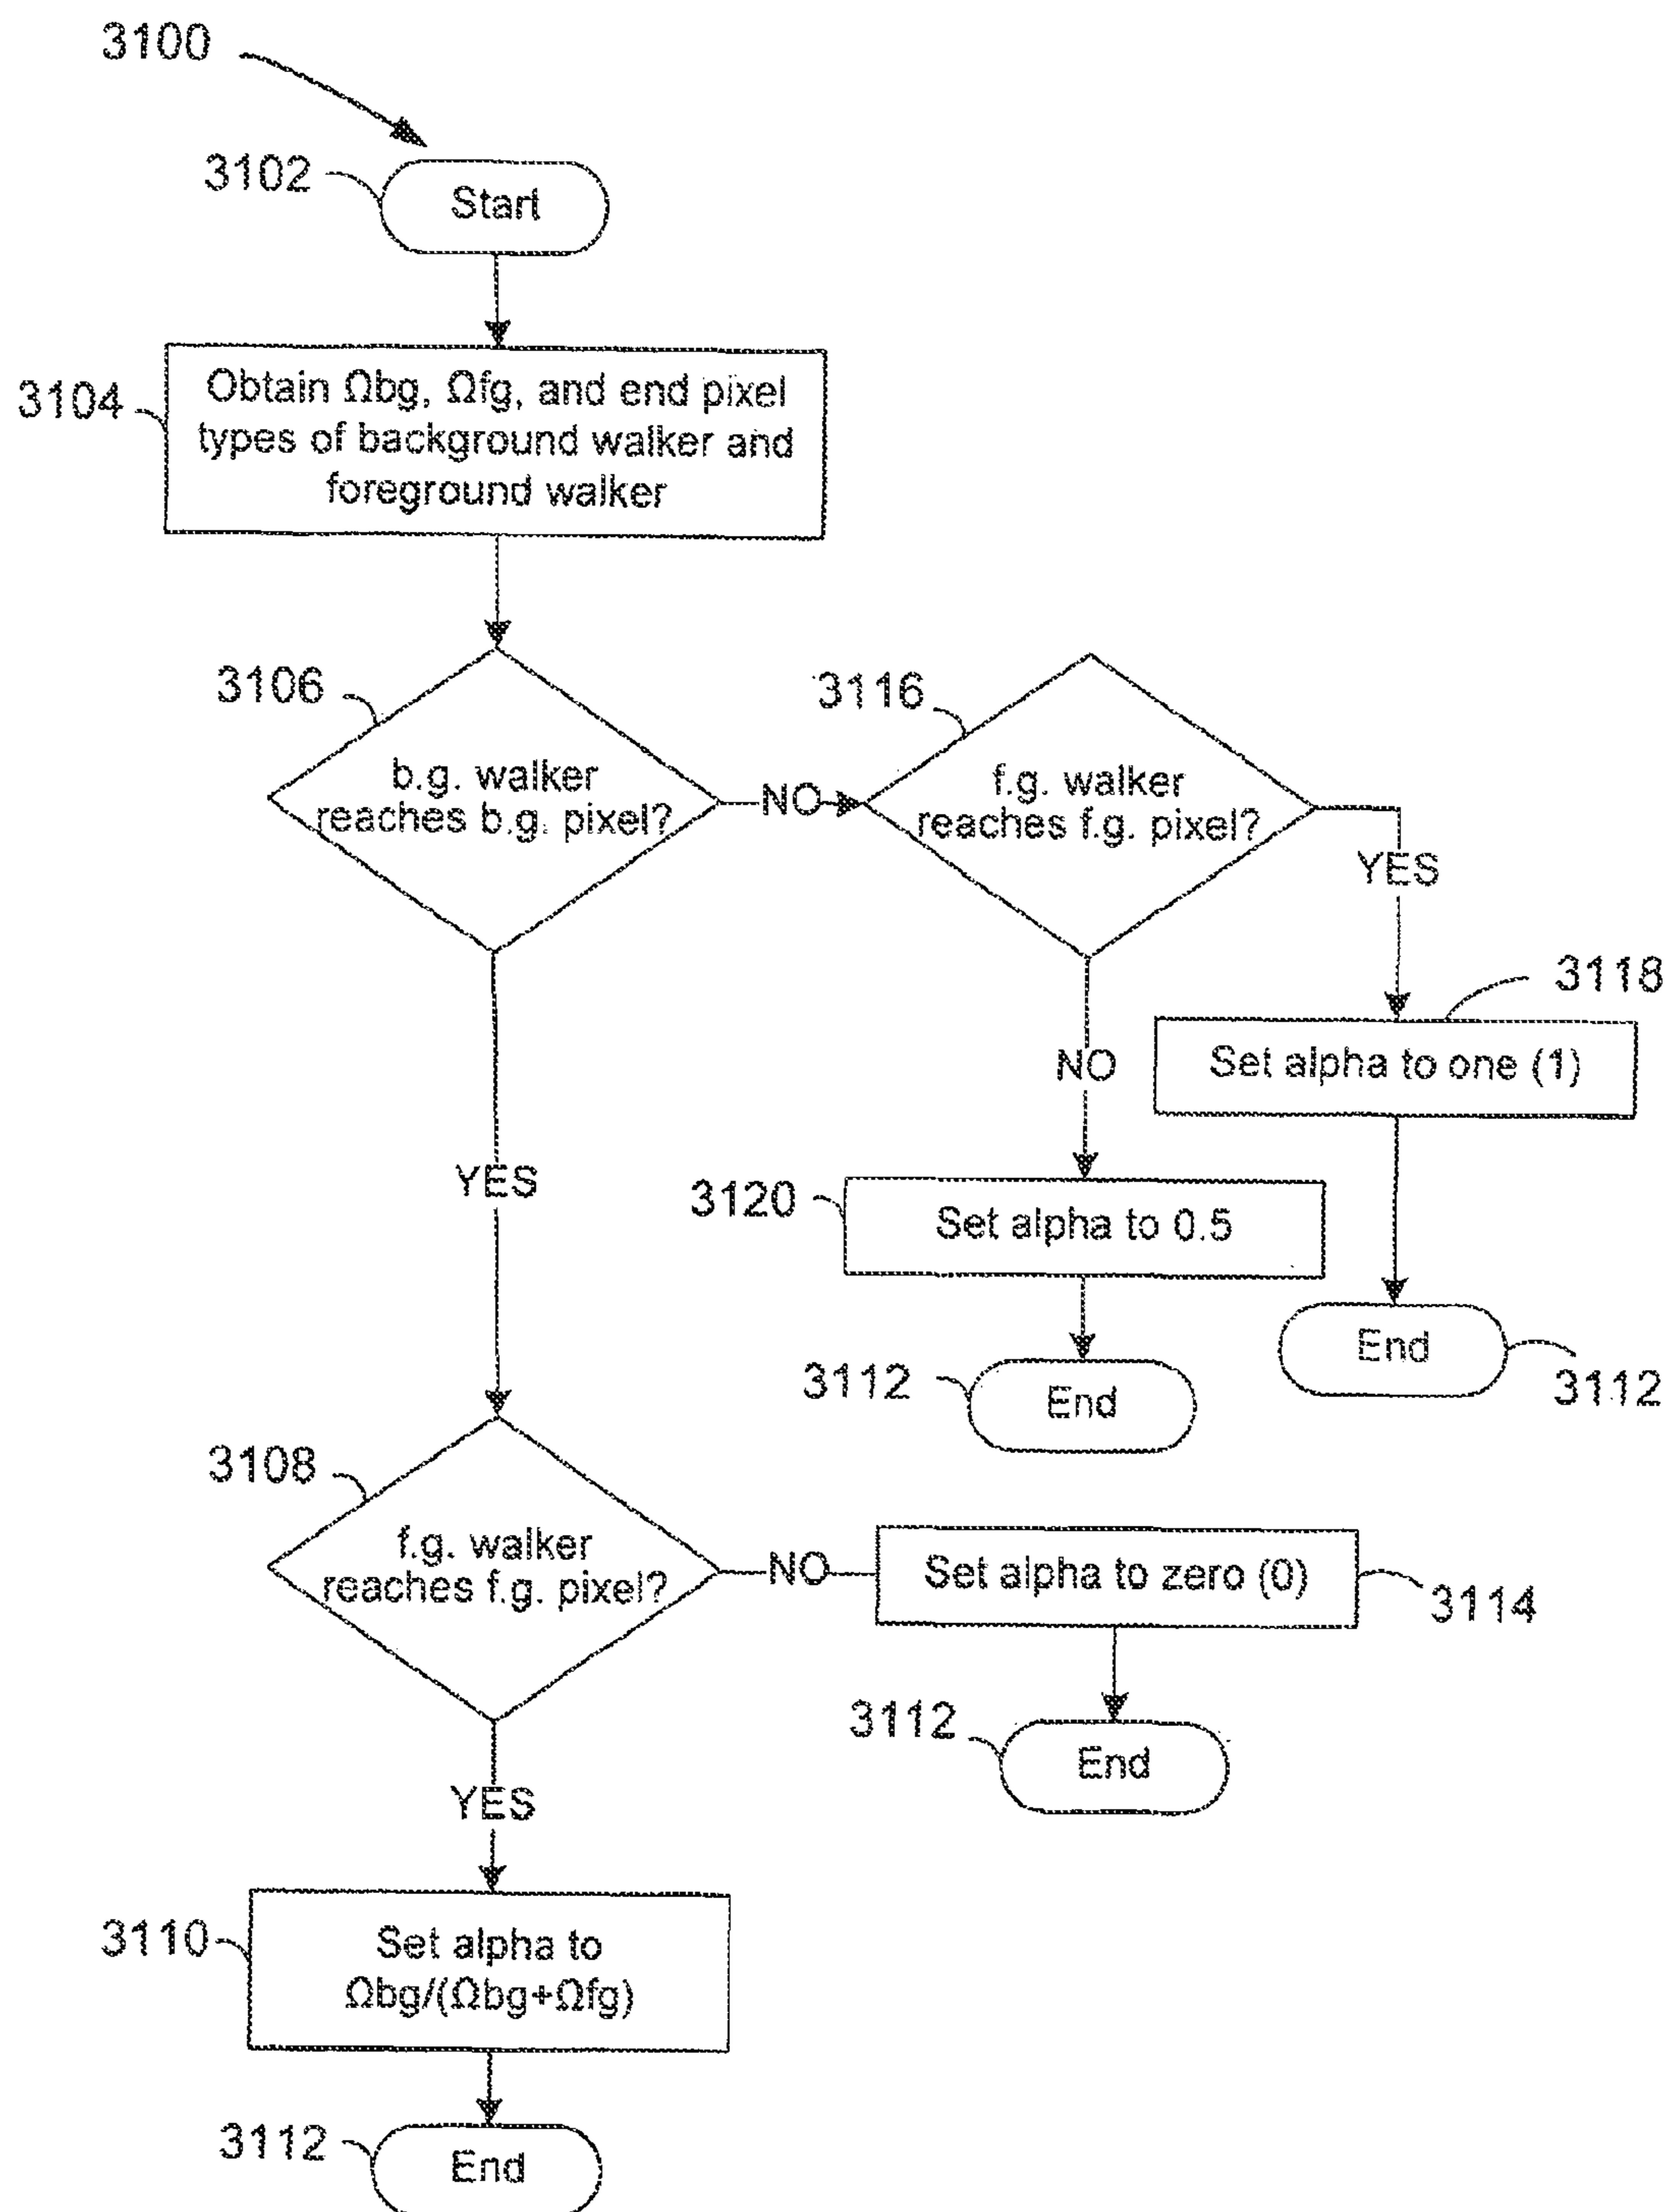 3100
3102
Start
3104
Obtain Ωbg, Ωfg, and end pixel
types of background walker and
foreground walker
3106
b.g. walker
reaches b.g. pixel?
NO
3116
f.g. walker
reaches f.g. pixel?
YES
3118
Set alpha to one (1)
NO
3120
Set alpha to 0.5
YES
End
3112
3112
End
3108
f.g. walker
reaches f.g. pixel?
NO
Set alpha to zero (0)
3114
3112
End
YES
3110
Set alpha to
Ωbg/(Ωbg+Ωfg)
3112
End